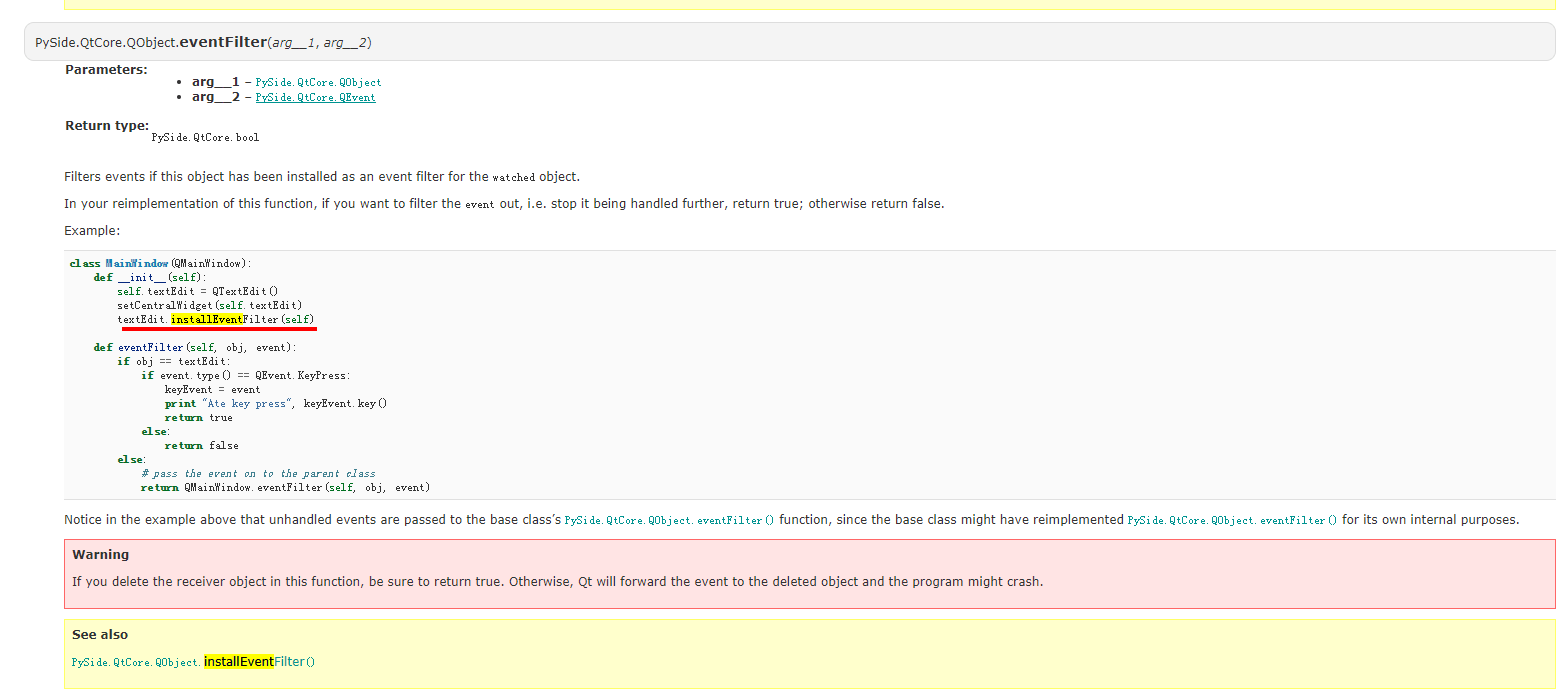 PySide.QtCore.QObject.eventFilter(arg__1, arg__2)
Parameters:
• arg__1 – PySide.QtCore.QObject
• arg__2 – PySide.QtCore.QEvent
Return type:
PySide.QtCore.bool
Filters events if this object has been installed as an event filter for the watched object.
In your reimplementation of this function, if you want to filter the event out, i.e. stop it being handled further, return true; otherwise return false.
Example:
class MainWindow(QMainWindow):
    def __init__(self):
        self.textEdit = QTextEdit()
        setCentralWidget(self.textEdit)
        textEdit.installEventFilter(self)
    def eventFilter(self, obj, event):
        if obj == textEdit:
            if event.type() == QEvent.KeyPress:
                keyEvent = event
                print "Ate key press", keyEvent.key()
                return true
            else:
                return false
        else:
            # pass the event on to the parent class
            return QMainWindow.eventFilter(self, obj, event)
Notice in the example above that unhandled events are passed to the base class’s PySide.QtCore.QObject.eventFilter() function, since the base class might have reimplemented PySide.QtCore.QObject.eventFilter() for its own internal purposes.
Warning
If you delete the receiver object in this function, be sure to return true. Otherwise, Qt will forward the event to the deleted object and the program might crash.
See also
PySide.QtCore.QObject.installEventFilter()